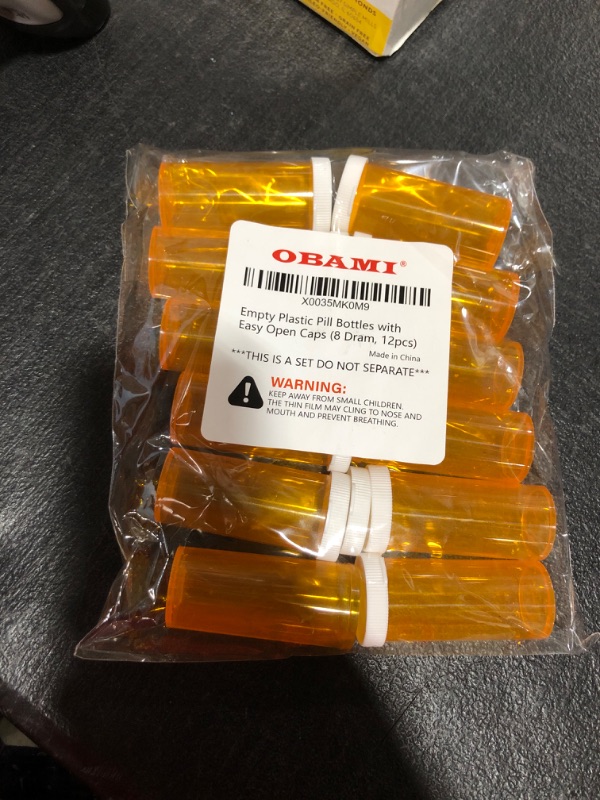 OBAMI®
X0035MK0M9
Empty Plastic Pill Bottles with
Easy Open Caps (8 Dram, 12pcs)
Made in China
***THIS IS A SET DO NOT SEPARATE***
WARNING:
KEEP AWAY FROM SMALL CHILDREN.
THE THIN FILM MAY CLING TO NOSE AND
MOUTH AND PREVENT BREATHING.